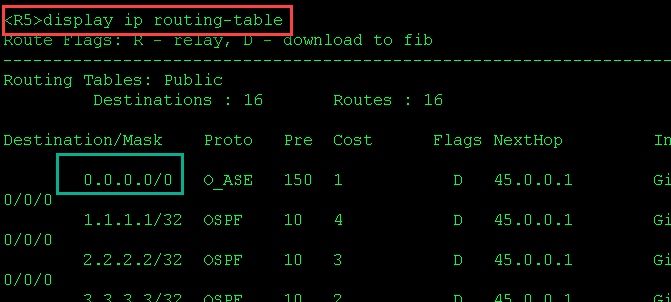 <R5>display ip routing-table
Route Flags: R - relay, D - download to fib
------------------------------------------------------------------
Routing Tables: Public
Destinations : 16 Routes : 16
Destination/Mask Proto Pre Cost Flags NextHop In
0.0.0.0/0 O_ASE 150 1 D 45.0.0.1 Gi
0/0/0
1.1.1.1/32 OSPF 10 4 D 45.0.0.1 Gi
0/0/0
2.2.2.2/32 OSPF 10 3 D 45.0.0.1 Gi
0/0/0
3.3.3.3/32 OSPF 10 2 D 45.0.0.1 Gi